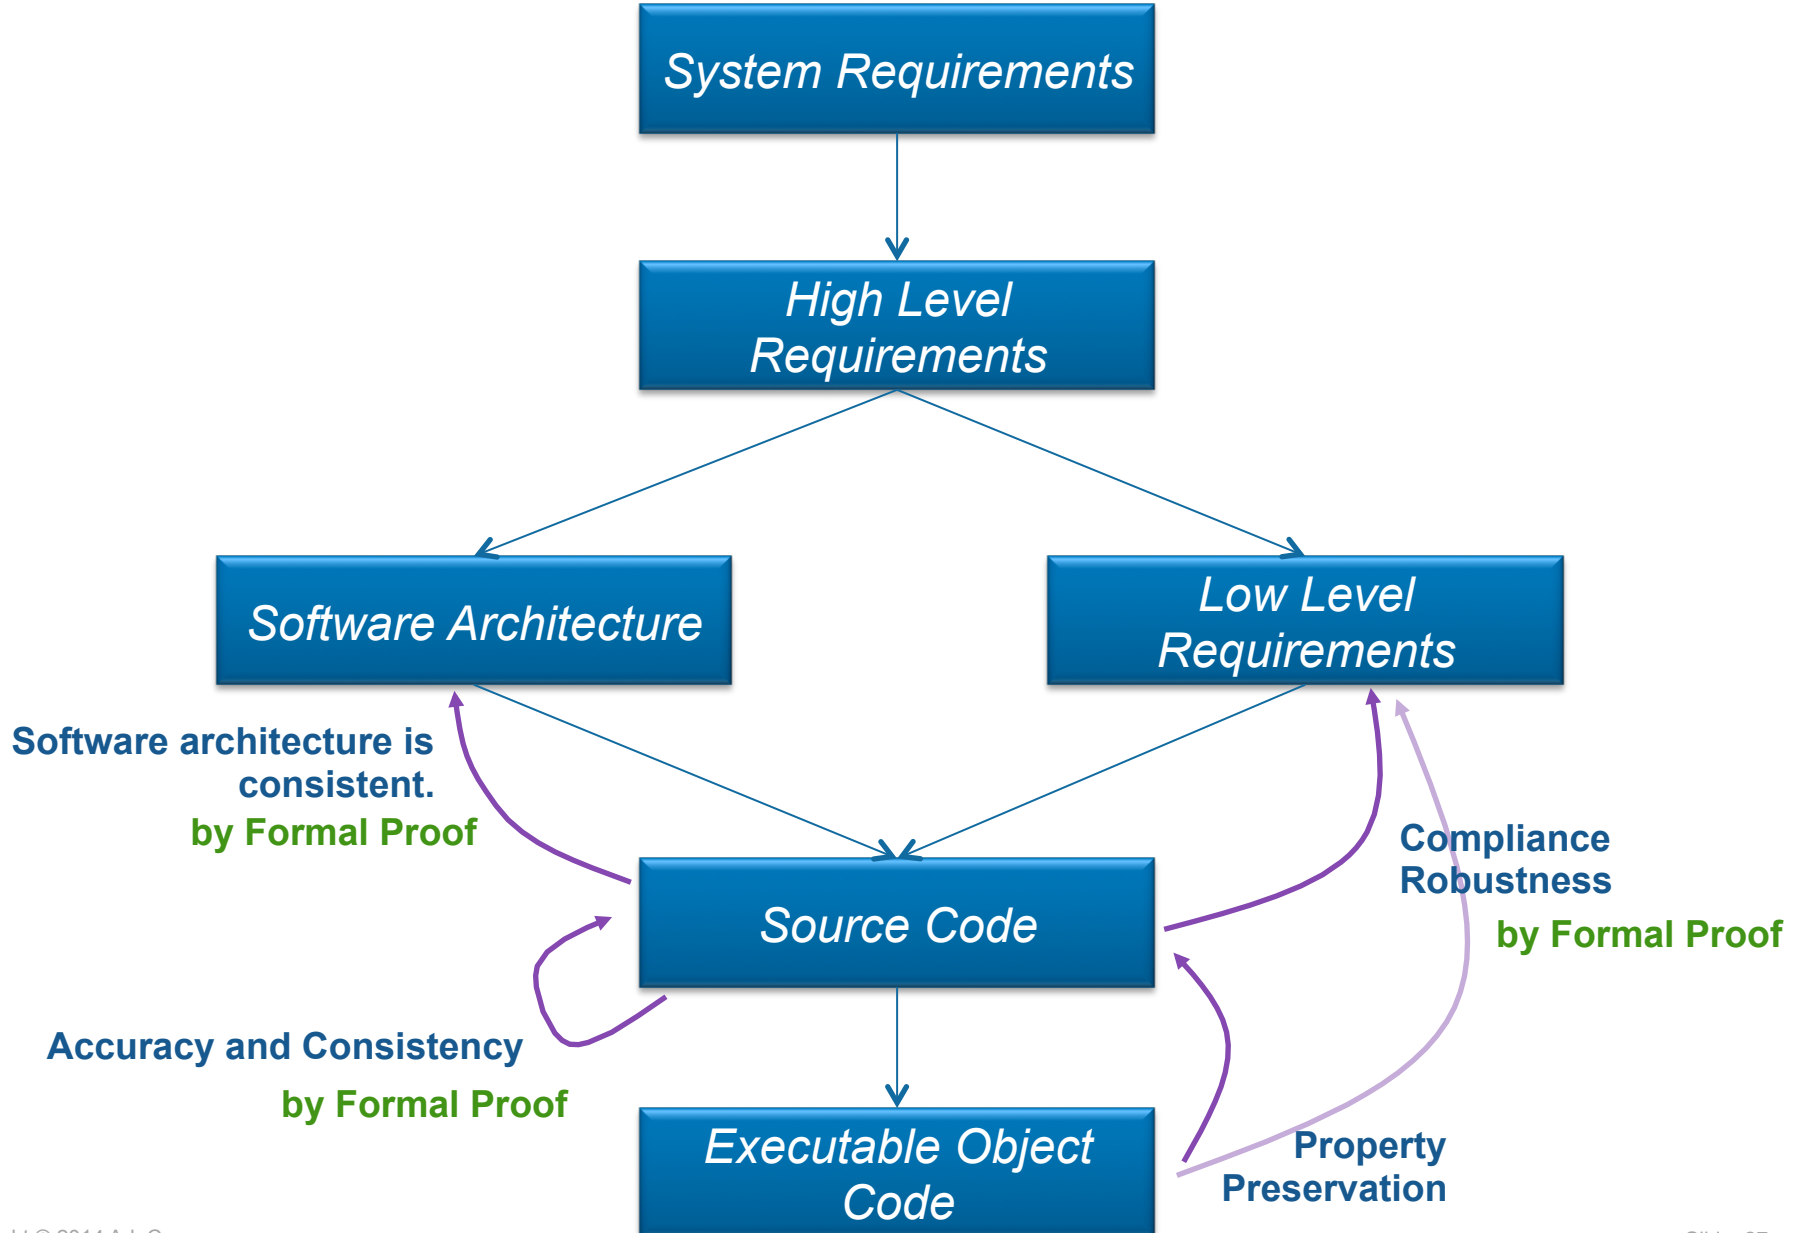 System Requirements
High Level
Requirements
Software Architecture
Low Level
Requirements
Software architecture is
consistent.
by Formal Proof
Compliance
Robustness
by Formal Proof
Source Code
Accuracy and Consistency
by Formal Proof
Executable Object
Code
Property
Preservation